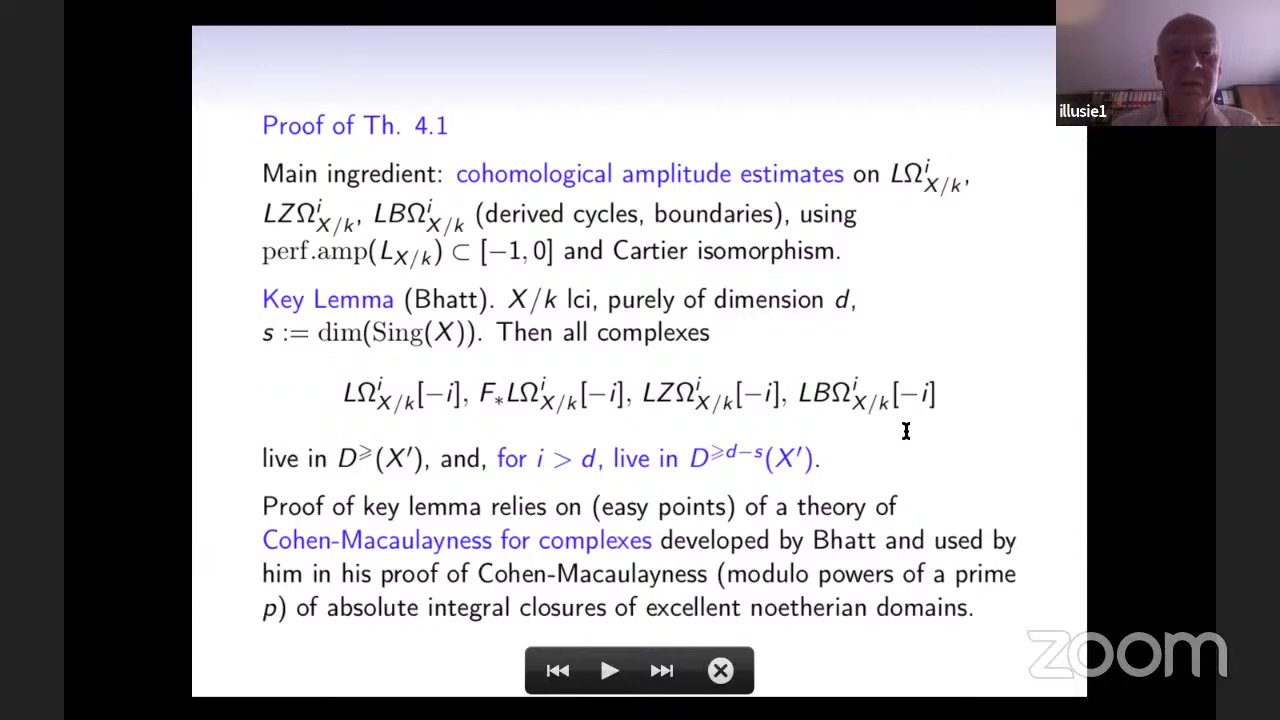 illusie1
Proof of Th. 4.1
Main ingredient: cohomological amplitude estimates on LΩ^i_{X/k},
LZΩ^i_{X/k}, LBΩ^i_{X/k} (derived cycles, boundaries), using
perf.amp(L_{X/k}) ⊂ [−1, 0] and Cartier isomorphism.
Key Lemma (Bhatt). X/k lci, purely of dimension d,
s := dim(Sing(X)). Then all complexes
LΩ^i_{X/k}[−i], F_*LΩ^i_{X/k}[−i], LZΩ^i_{X/k}[−i], LBΩ^i_{X/k}[−i]
live in D^⩾(X′), and, for i > d, live in D^{⩾d−s}(X′).
Proof of key lemma relies on (easy points) of a theory of
Cohen-Macaulayness for complexes developed by Bhatt and used by
him in his proof of Cohen-Macaulayness (modulo powers of a prime
p) of absolute integral closures of excellent noetherian domains.
zoom